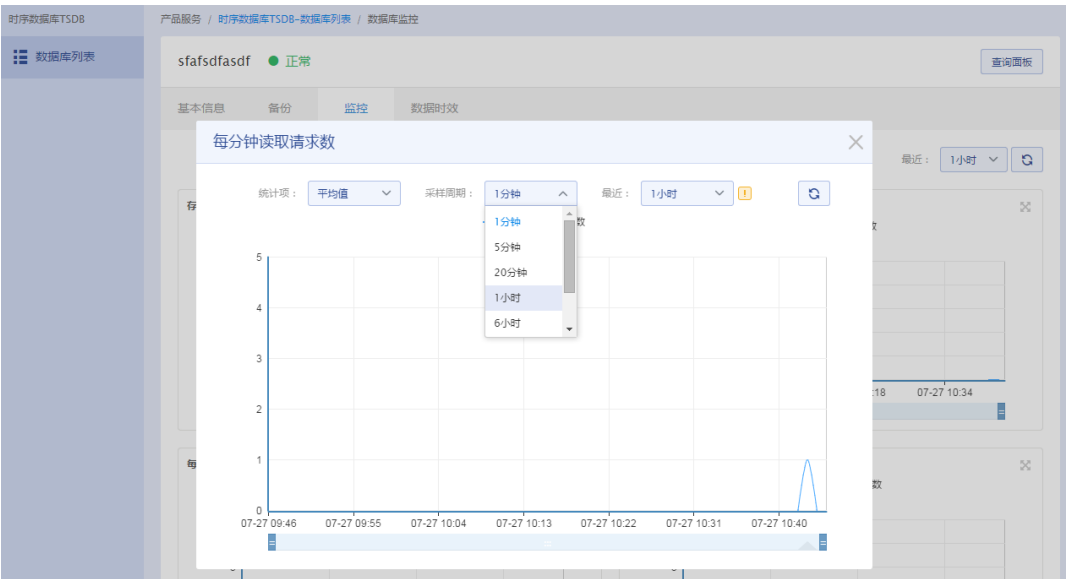 时序数据库TSDB
产品服务 / 时序数据库TSDB-数据库列表 / 数据库监控
数据库列表
sfafsdfasdf 正常
查询面板
基本信息 备份 监控 数据时效
每分钟读取请求数
最近： 1小时
统计项： 平均值 采样周期： 1分钟 最近： 1小时
存
1分钟
数
5分钟
20分钟
1小时
6小时
5
4
3
2
1
0
:18 07-27 10:34
每
数
07-27 09:46 07-27 09:55 07-27 10:04 07-27 10:13 07-27 10:22 07-27 10:31 07-27 10:40